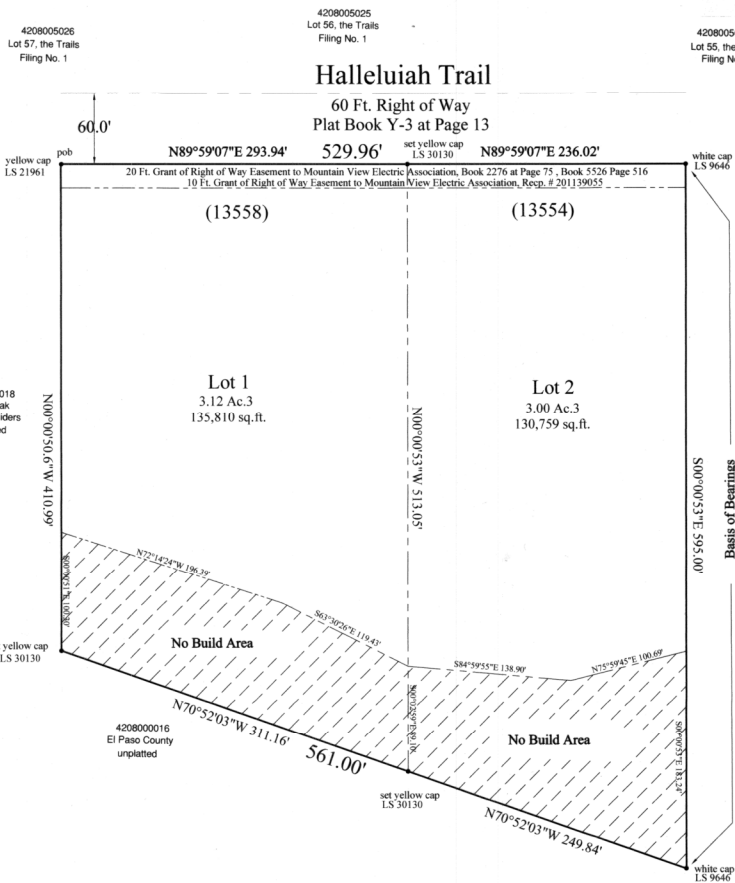 4208005026
Lot 57, the Trails
Filing No. 1
4208005025
Lot 56, the Trails
Filing No. 1
4208005
Lot 55, the
Filing N
Halleluiah Trail
60 Ft. Right of Way
Plat Book Y-3 at Page 13
60.0'
yellow cap
LS 21961
pob
N89°59'07"E 293.94'
529.96'
set yellow cap
LS 30130
N89°59'07"E 236.02'
white cap
LS 9646
20 Ft. Grant of Right of Way Easement to Mountain View Electric Association, Book 2276 at Page 75 , Book 5526 Page 516
10 Ft. Grant of Right of Way Easement to Mountain View Electric Association, Recp. # 201139055
(13558)
(13554)
Lot 1
3.12 Ac.3
135,810 sq.ft.
Lot 2
3.00 Ac.3
130,759 sq.ft.
018
ak
iders
d
N00°00'50.6"W 410.99'
N00°00'53"W 513.05'
S00°00'53"E 595.00'
Basis of Bearings
N72°14'24"W 196.39'
S63°30'26"E 119.43'
S84°59'55"E 138.90'
N75°59'45"E 100.69'
No Build Area
No Build Area
S00°00'53"E 183.24'
yellow cap
LS 30130
4208000016
El Paso County
unplatted
N70°52'03"W 311.16'
561.00'
set yellow cap
LS 30130
N70°52'03"W 249.84'
white cap
LS 9646